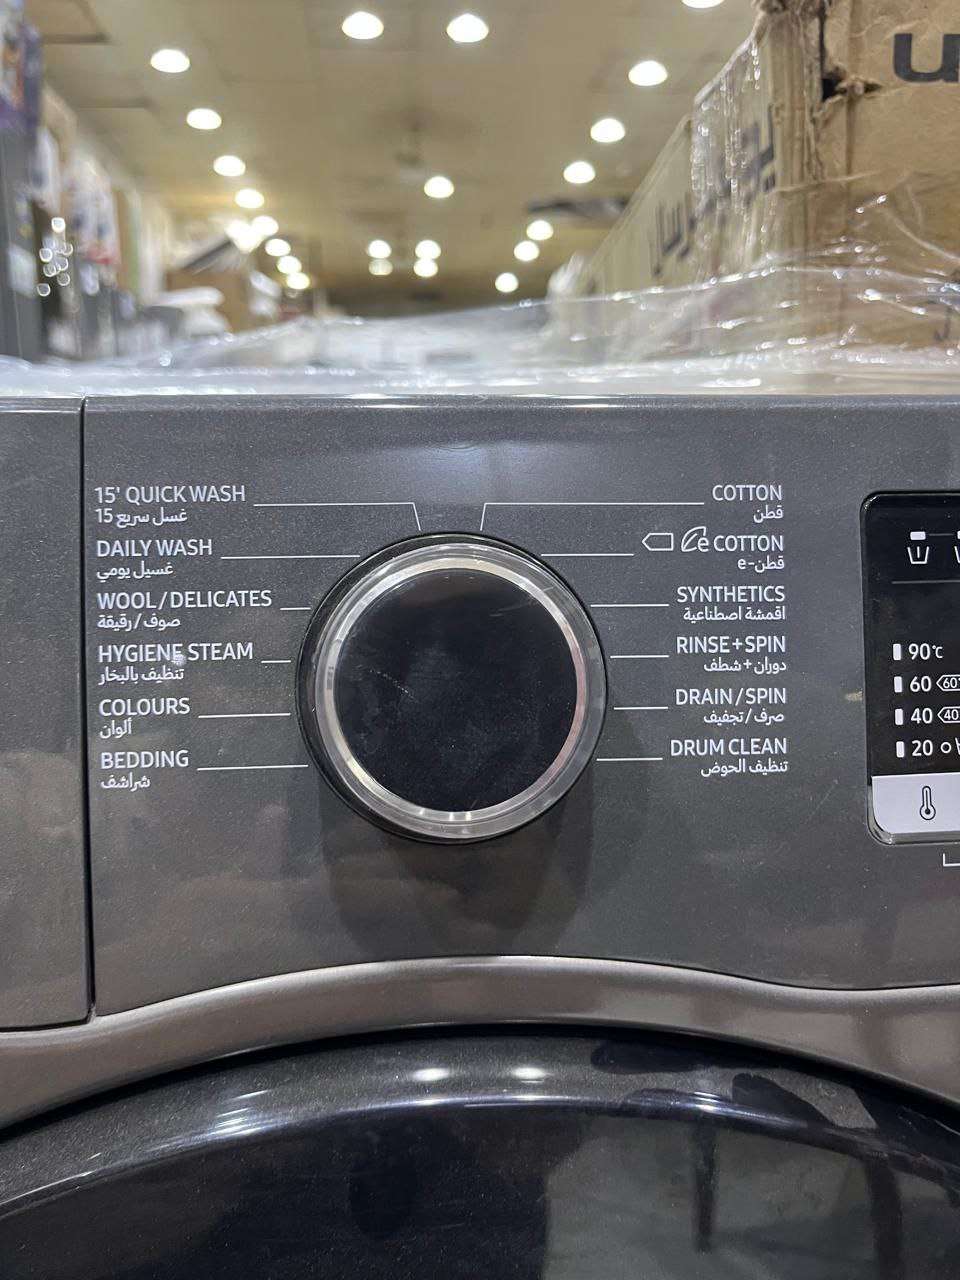 15' QUICK WASH
غسل سريع 15
DAILY WASH
غسيل يومي
WOOL/DELICATES
صوف/رقيقة
HYGIENE STEAM
تنظيف بالبخار
COLOURS
ألوان
BEDDING
شراشف
COTTON
قطن
e COTTON
قطن-e
SYNTHETICS
اقمشة اصطناعية
RINSE+SPIN
دوران+شطف
DRAIN/SPIN
صرف/تجفيف
DRUM CLEAN
تنظيف الحوض
90℃
60 60
40 40
20